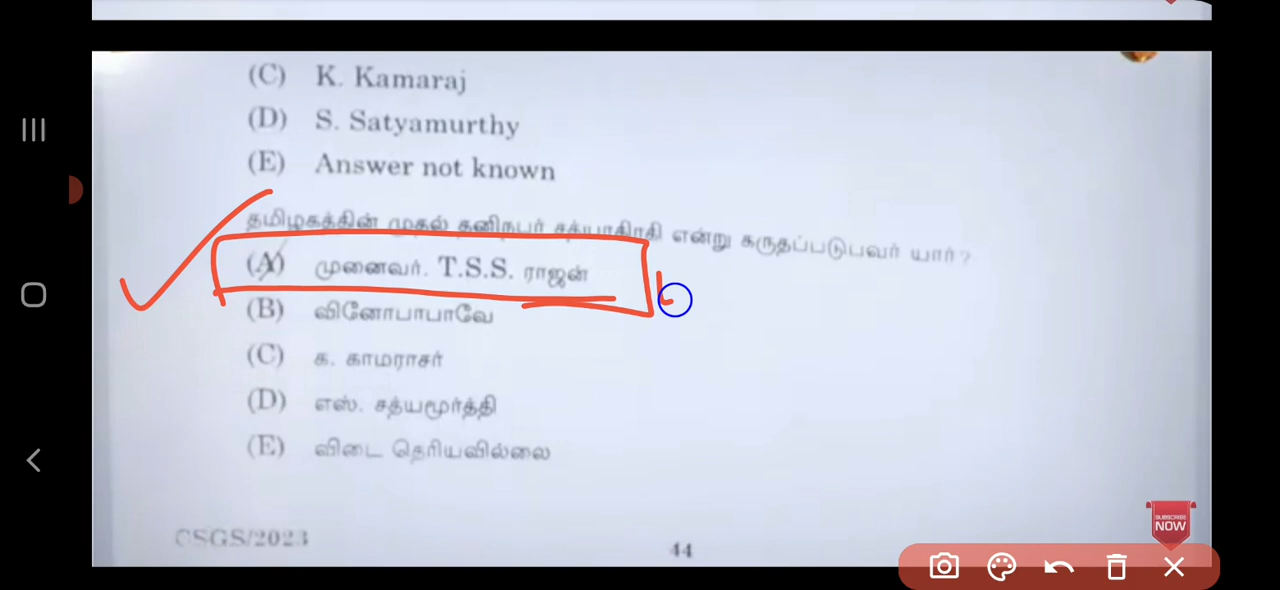 (C) K. Kamaraj
(D) S. Satyamurthy
(E) Answer not known
தமிழகத்தின் முதல் தனிநபர் சத்யாகிரகி என்று கருதப்படுபவர் யார்?
(A) முனைவர். T.S.S. ராஜன்
(B) வினோபாபாவே
(C) க. காமராசர்
(D) எஸ். சத்யமூர்த்தி
(E) விடை தெரியவில்லை
CSGS/2023
44
SUBSCRIBE
NOW